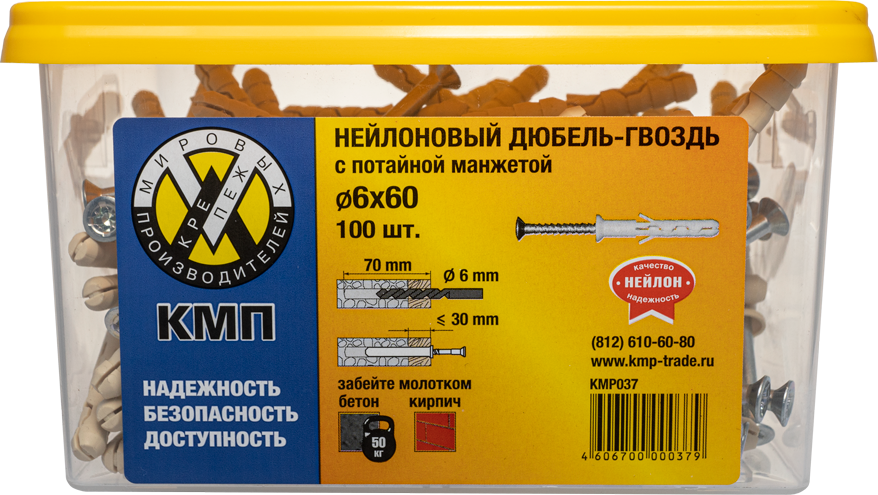 МИРОВЫХ
КРЕПЕЖ
ПРОИЗВОДИТЕЛЕЙ
КМП
НАДЕЖНОСТЬ
БЕЗОПАСНОСТЬ
ДОСТУПНОСТЬ
НЕЙЛОНОВЫЙ ДЮБЕЛЬ-ГВОЗДЬ
с потайной манжетой
ø6х60
100 шт.
70 mm
Ø 6 mm
≤ 30 mm
забейте молотком
бетон кирпич
50
КГ
качество
НЕЙЛОН
надежность
(812) 610-60-80
www.kmp-trade.ru
KMP037
4 606700 000379